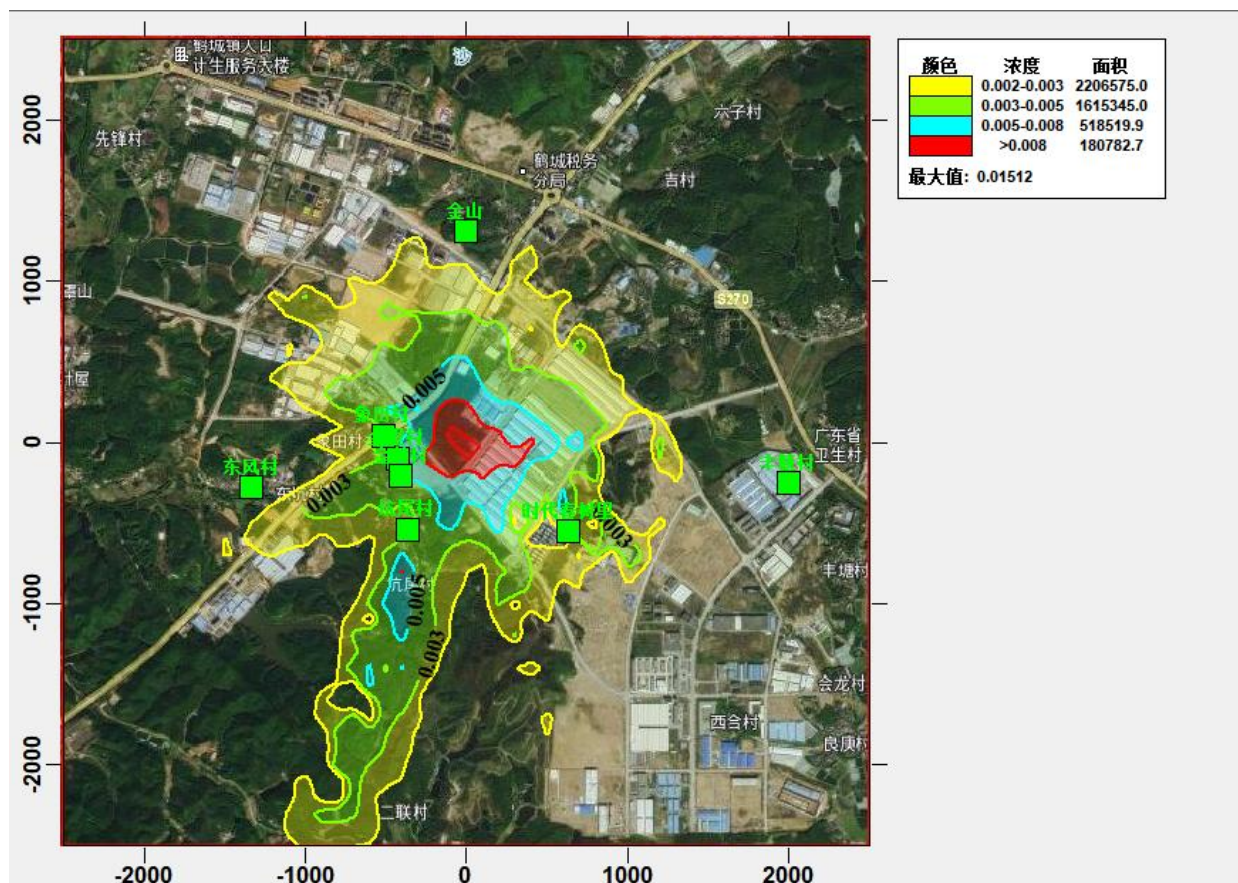 鹤城镇人口
计生服务大楼
沙
颜色 浓度 面积
0.002-0.003 2206575.0
0.003-0.005 1615345.0
0.005-0.008 518519.9
>0.008 180782.7
最大值: 0.01512
2000
先锋村
六子村
鹤城税务
分局
吉村
金山
1000
S270
0.005
0
广东省
卫生村
东风村
0.003
0.003
丰塘村
坑尾村
0.005
-1000
0.003
会龙村
西合村
良庚村
-2000
二联村
-2000
-1000
0
1000
2000